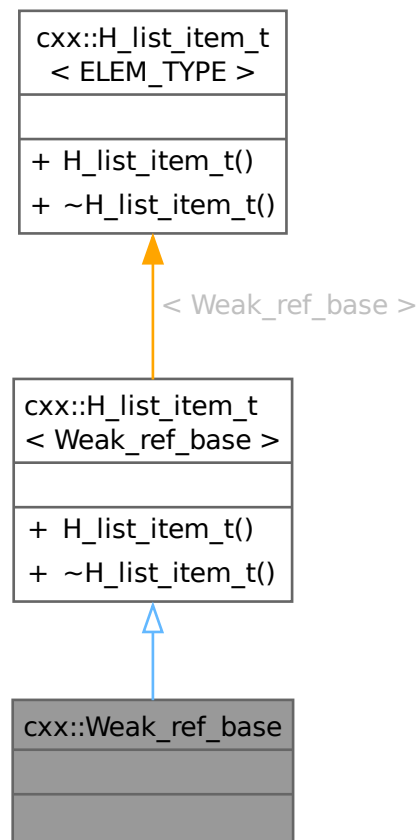 cxx::H_list_item_t
< ELEM_TYPE >
+ H_list_item_t()
+ ~H_list_item_t()
< Weak_ref_base >
cxx::H_list_item_t
< Weak_ref_base >
+ H_list_item_t()
+ ~H_list_item_t()
cxx::Weak_ref_base